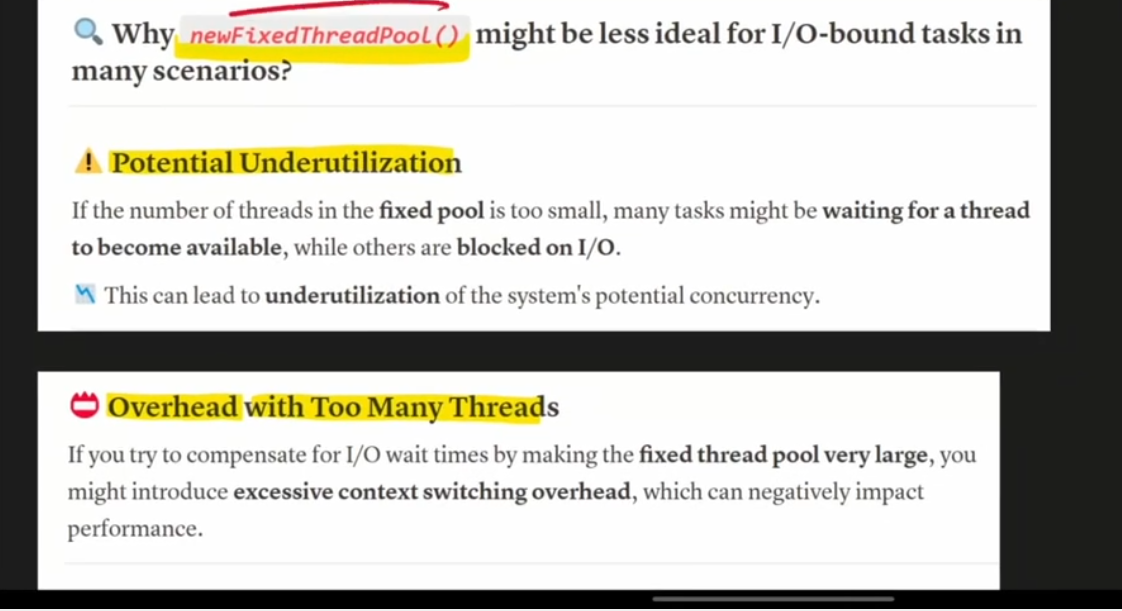 Why newFixedThreadPool() might be less ideal for I/O-bound tasks in
many scenarios?
Potential Underutilization
If the number of threads in the fixed pool is too small, many tasks might be waiting for a thread
to become available, while others are blocked on I/O.
This can lead to underutilization of the system's potential concurrency.
Overhead with Too Many Threads
If you try to compensate for I/O wait times by making the fixed thread pool very large, you
might introduce excessive context switching overhead, which can negatively impact
performance.